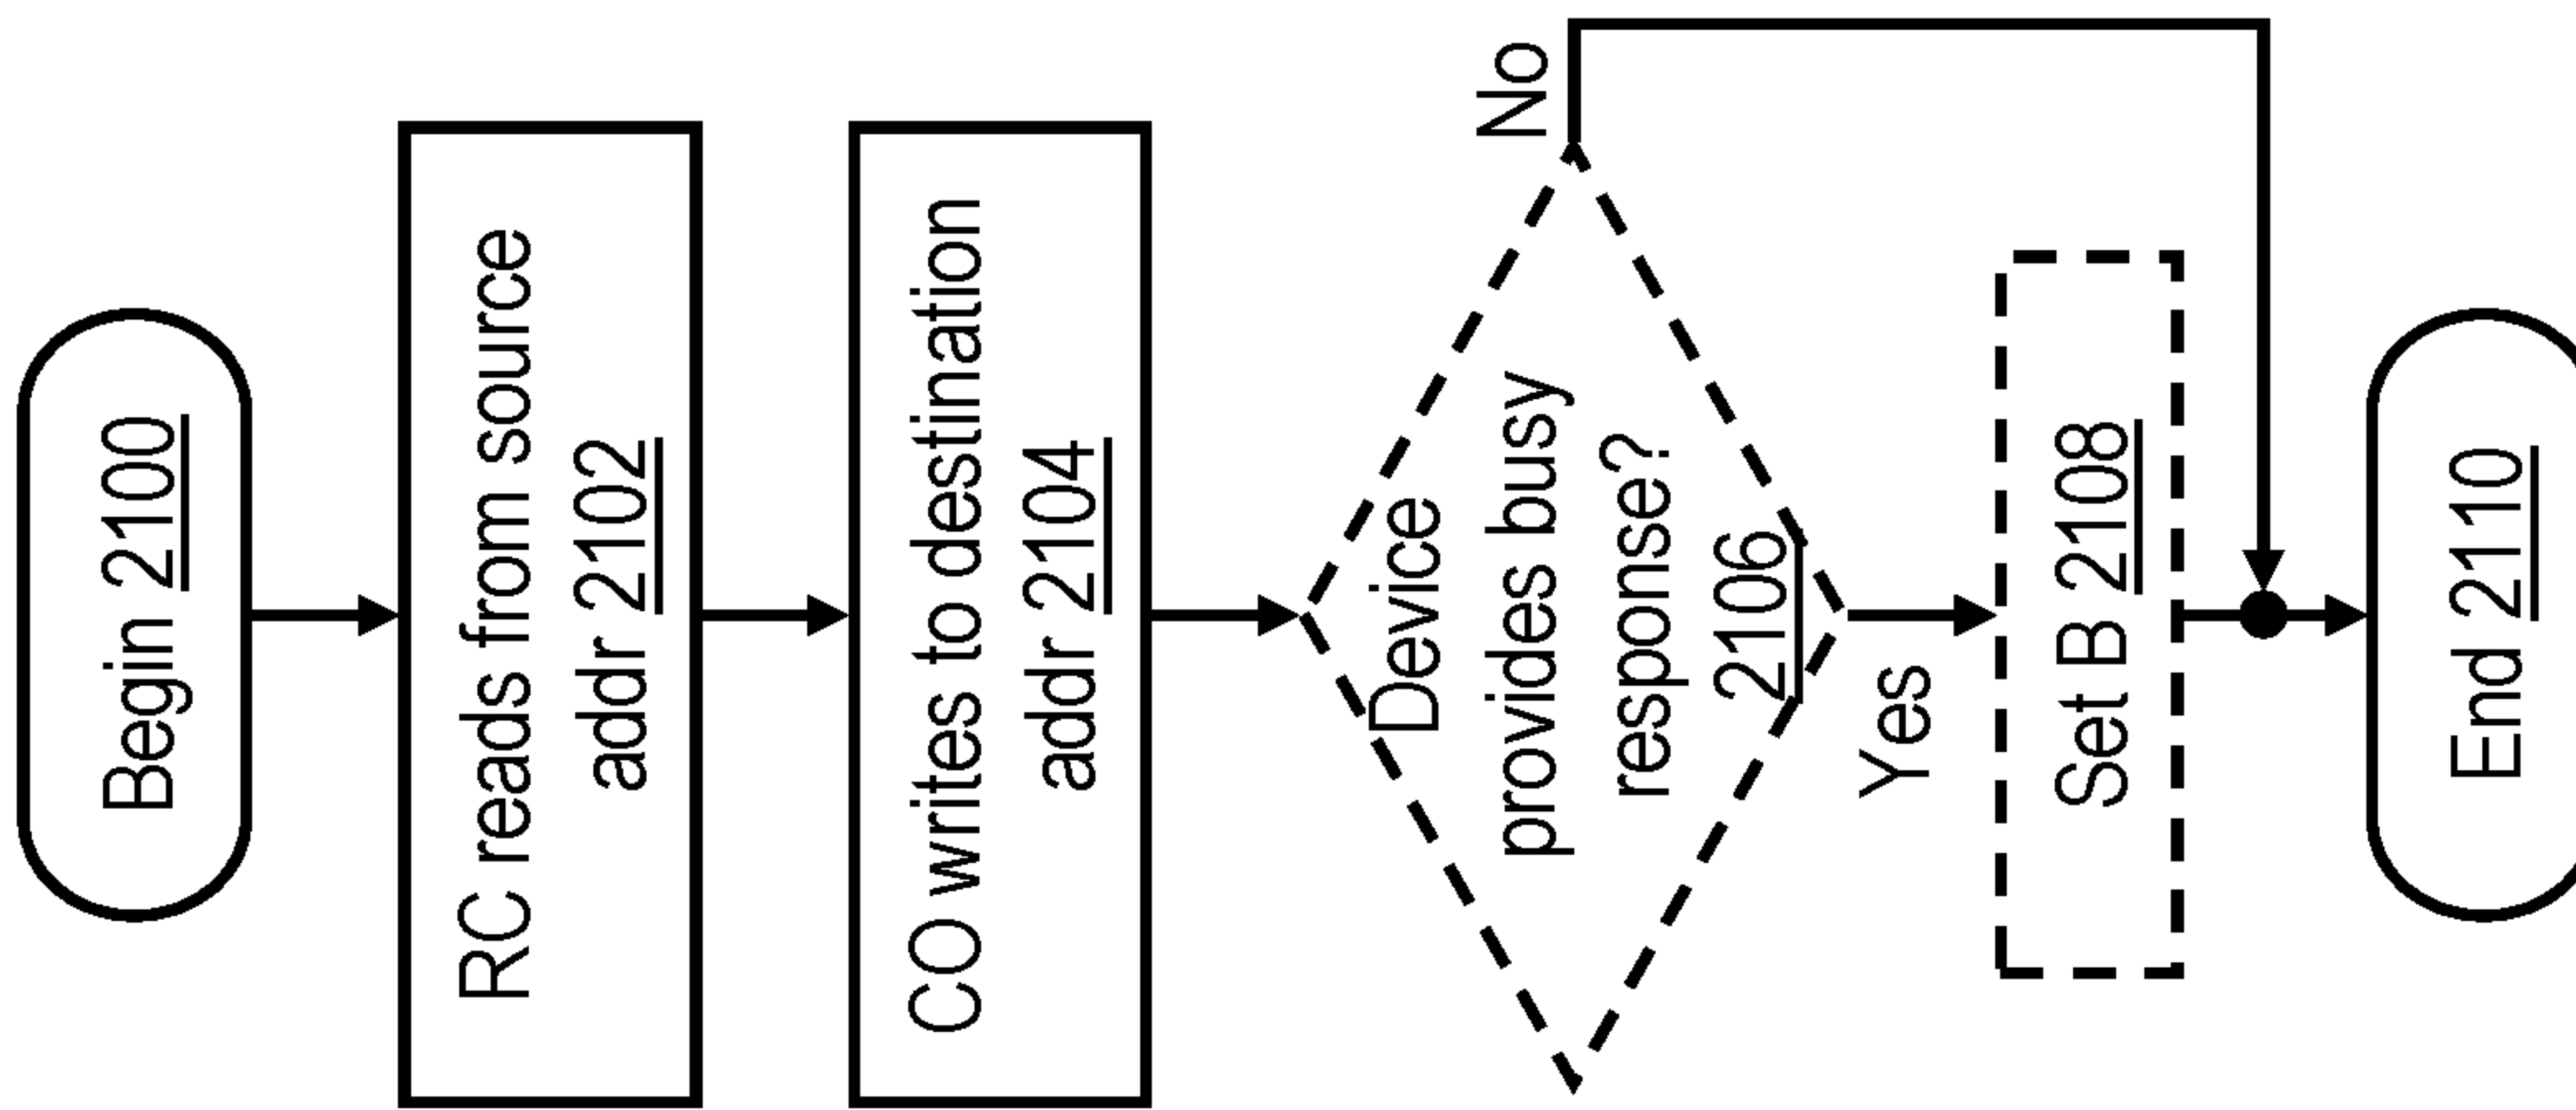 Begin 2100
RC reads from source
addr 2102
CO writes to destination
addr 2104
Device
provides busy
response?
2106
No
Yes
Set B 2108
End 2110